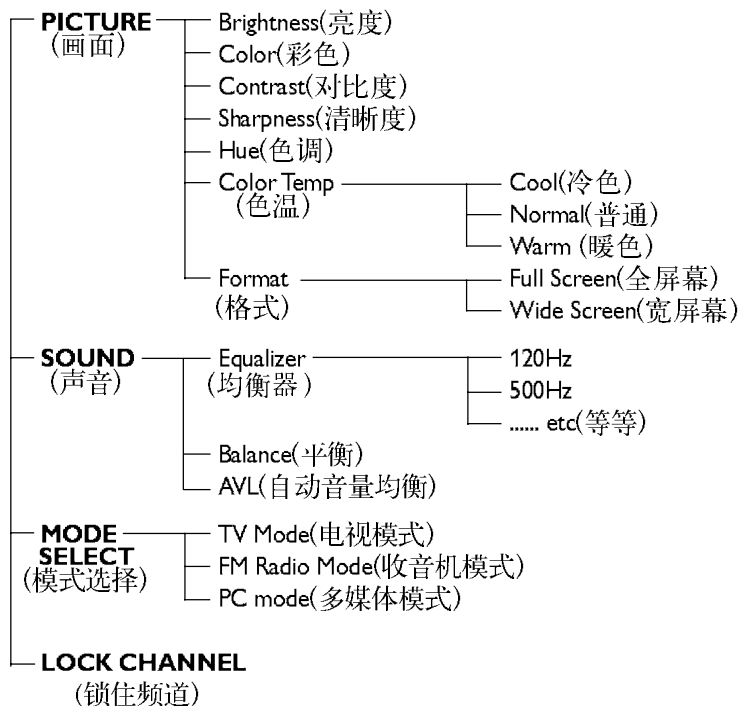 PICTURE
(画面)
Brightness(亮度)
Color(彩色)
Contrast(对比度)
Sharpness(清晰度)
Hue(色调)
Color Temp
(色温)
Cool(冷色)
Normal(普通)
Warm (暖色)
Format
(格式)
Full Screen(全屏幕)
Wide Screen(宽屏幕)
SOUND
(声音)
Equalizer
(均衡器)
120Hz
500Hz
...... etc(等等)
Balance(平衡)
AVL(自动音量均衡)
MODE
SELECT
(模式选择)
TV Mode(电视模式)
FM Radio Mode(收音机模式)
PC mode(多媒体模式)
LOCK CHANNEL
(锁住频道)